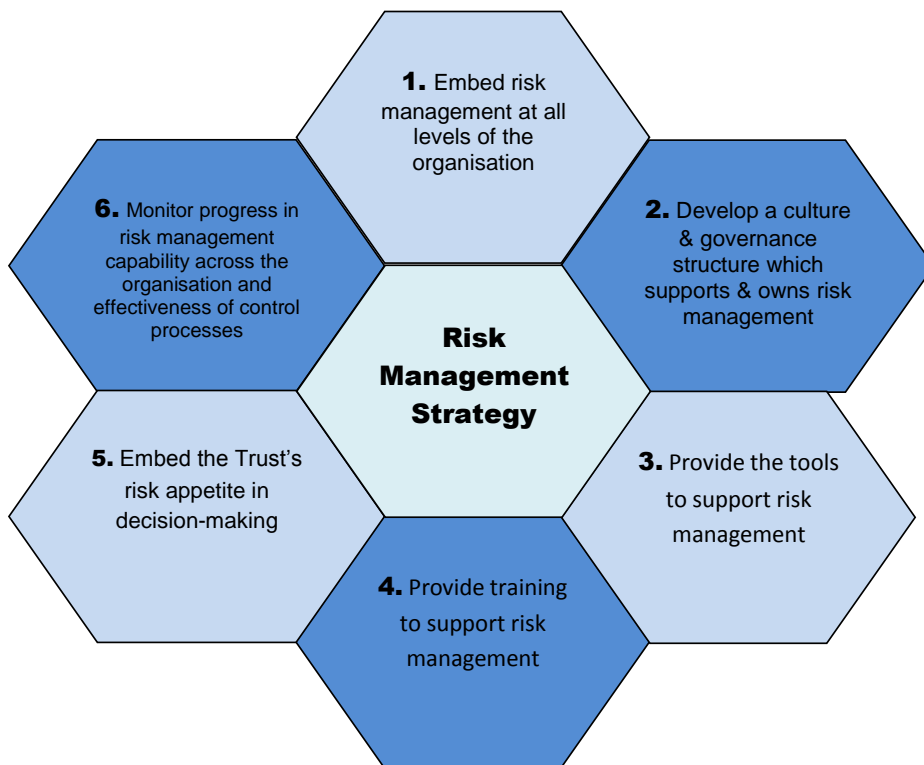 1. Embed risk
management at all
levels of the
organisation
2. Develop a culture
& governance
structure which
supports & owns risk
management
3. Provide the tools
to support risk
management
4. Provide training
to support risk
management
5. Embed the Trust's
risk appetite in
decision-making
6. Monitor progress in
risk management
capability across the
organisation and
effectiveness of control
processes
Risk
Management
Strategy